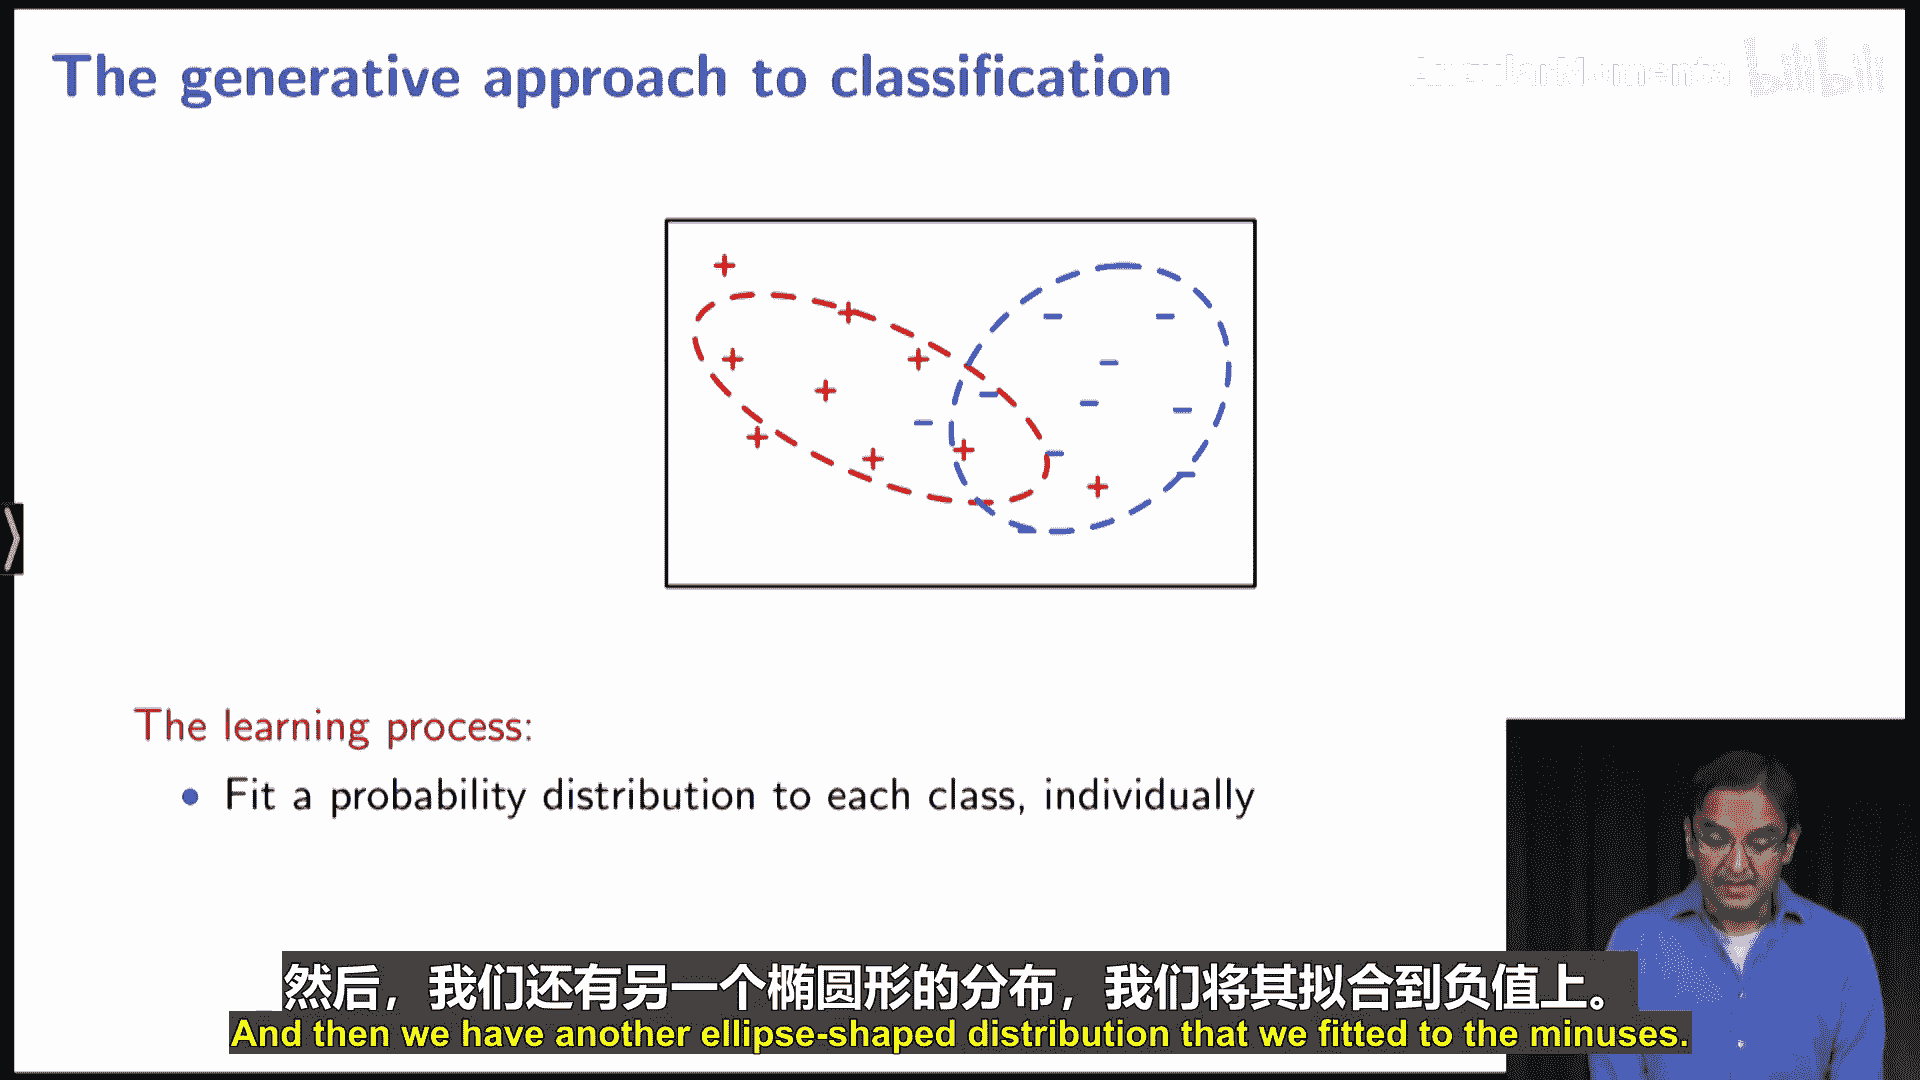 The generative approach to classification
bilibili
The learning process:
• Fit a probability distribution to each class, individually
然后，我们还有另一个椭圆形的分布，我们将其拟合到负值上。
And then we have another ellipse-shaped distribution that we fitted to the minuses.